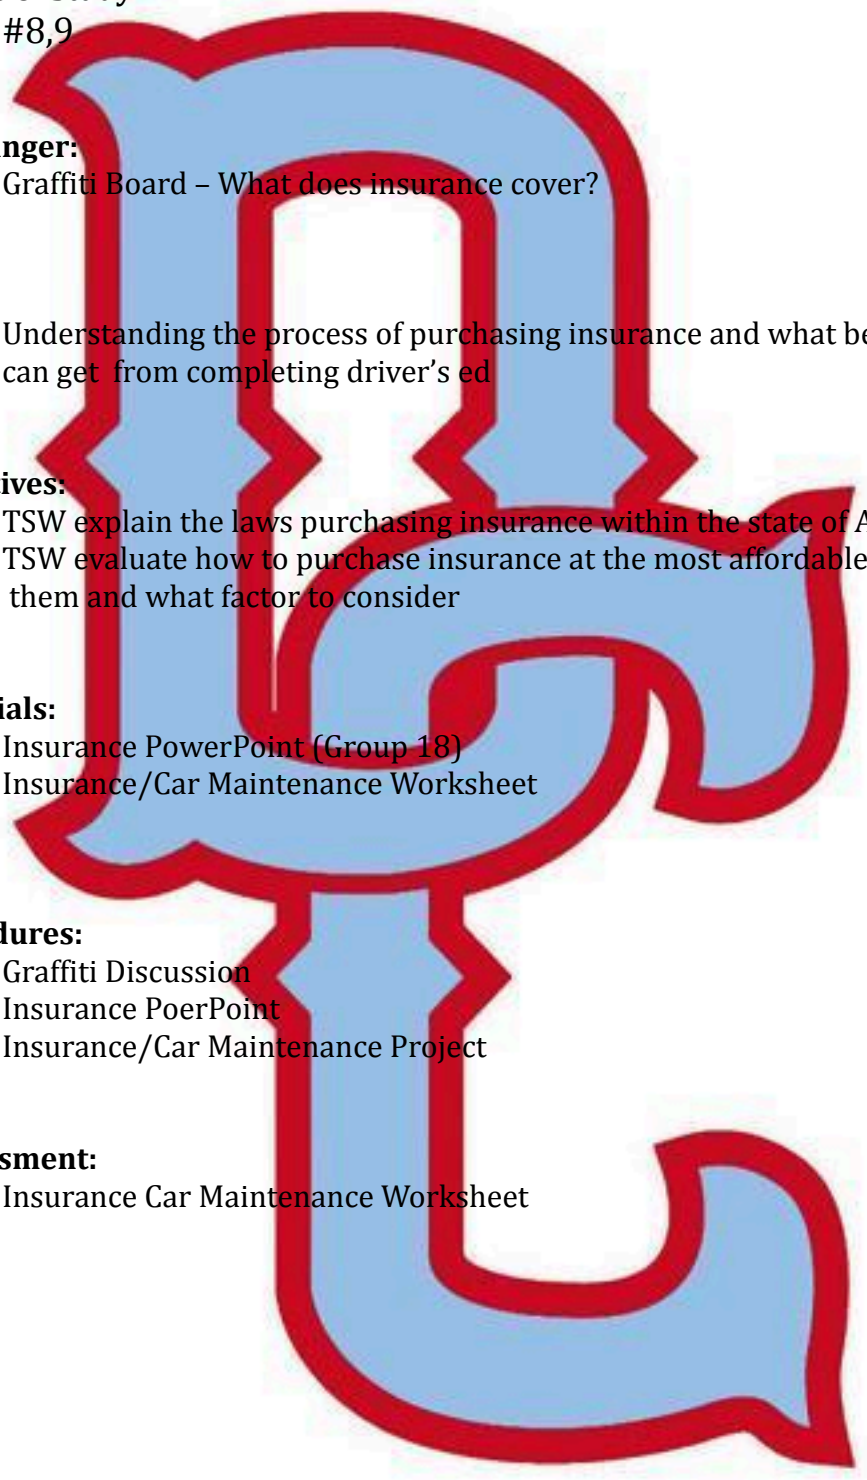 #8,9
nger:
Graffiti Board – What does insurance cover?
Understanding the process of purchasing insurance and what be
can get from completing driver’s ed
ives:
TSW explain the laws purchasing insurance within the state of A
TSW evaluate how to purchase insurance at the most affordable
them and what factor to consider
ials:
Insurance PowerPoint (Group 18)
Insurance/Car Maintenance Worksheet
dures:
Graffiti Discussion
Insurance PoerPoint
Insurance/Car Maintenance Project
sment:
Insurance Car Maintenance Worksheet